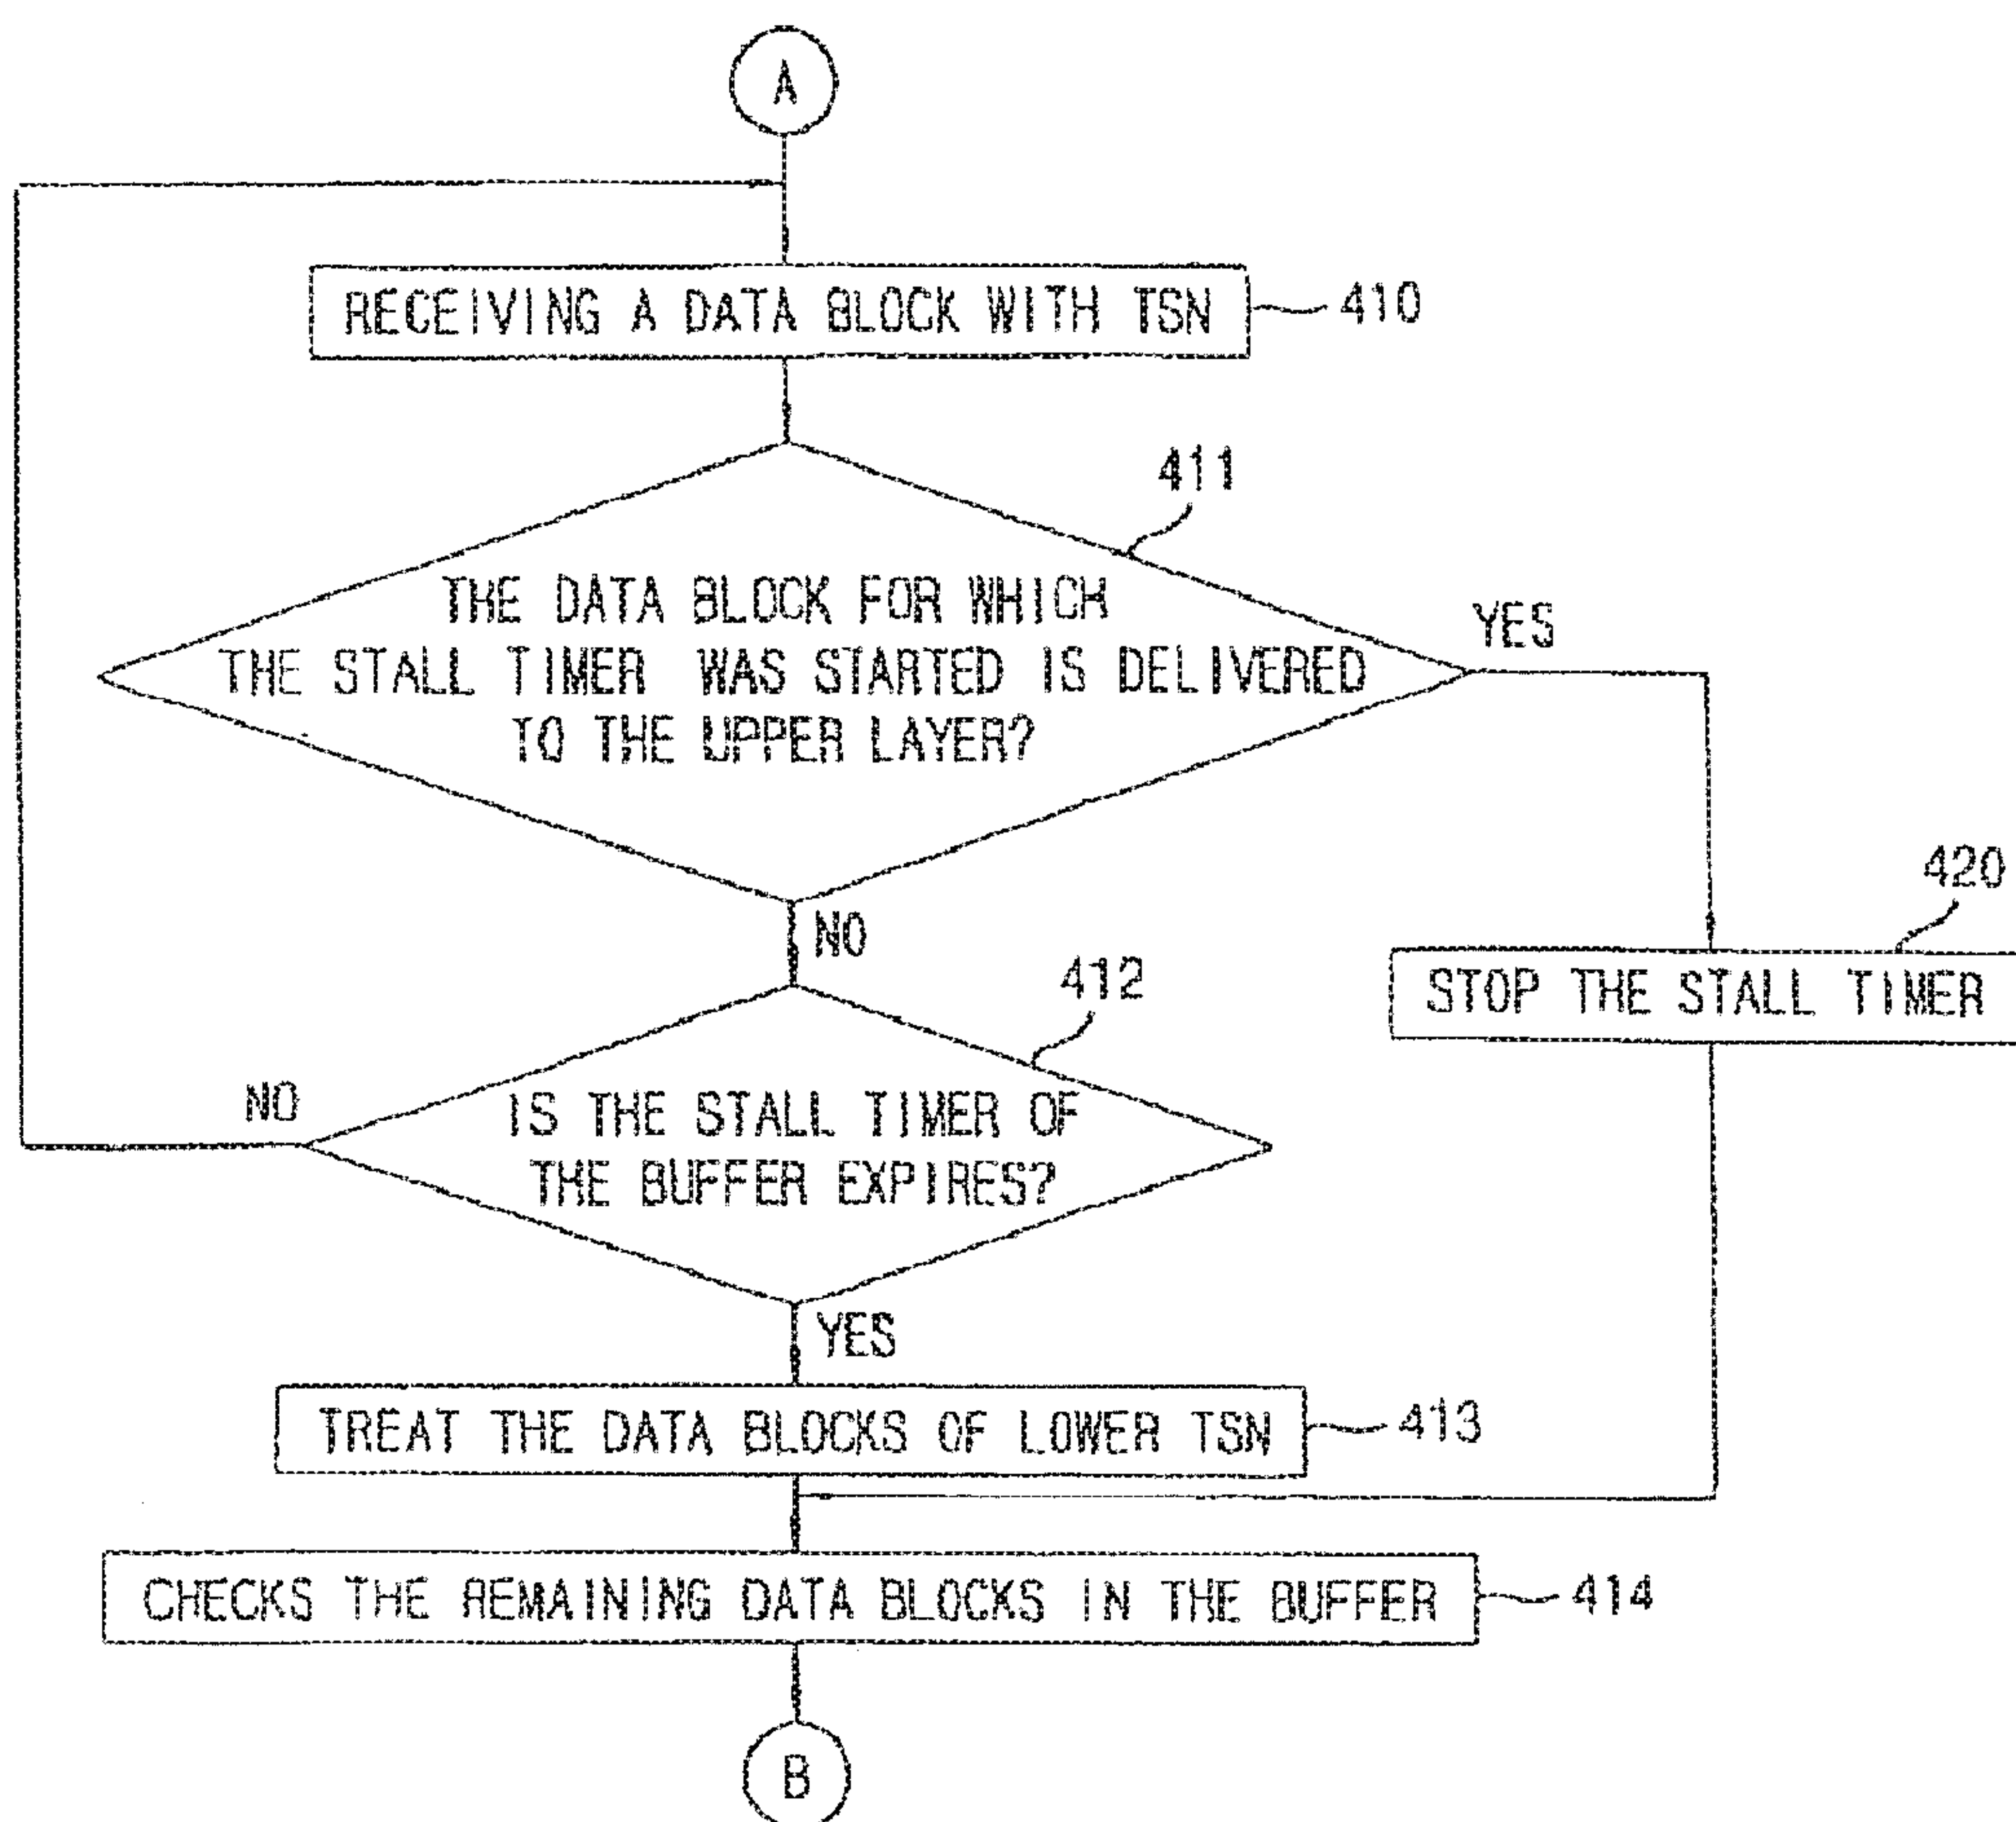 A
RECEIVING A DATA BLOCK WITH TSN
410
411
THE DATA BLOCK FOR WHICH
THE STALL TIMER WAS STARTED IS DELIVERED
TO THE UPPER LAYER?
YES
NO
420
STOP THE STALL TIMER
412
NO
IS THE STALL TIMER OF
THE BUFFER EXPIRES?
YES
TREAT THE DATA BLOCKS OF LOWER TSN
413
CHECKS THE REMAINING DATA BLOCKS IN THE BUFFER
414
B